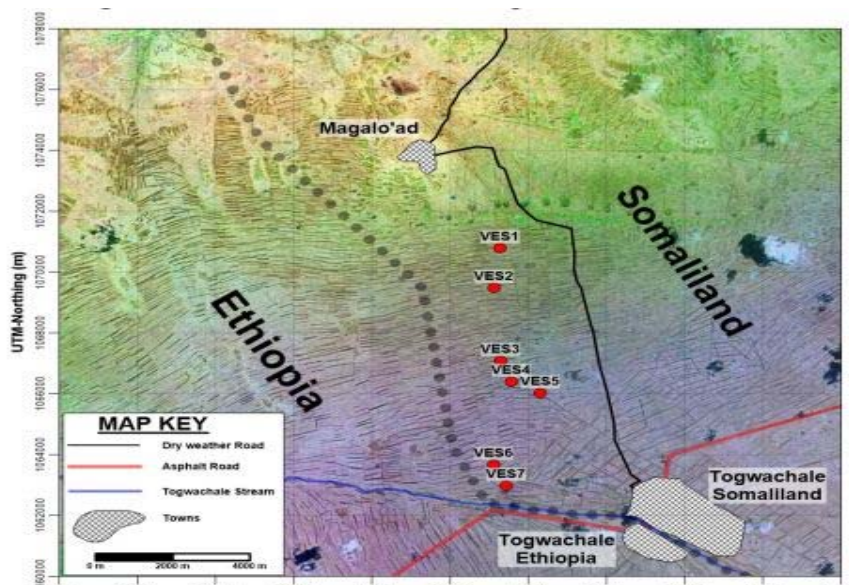 1078000
1076000
1074000
1072000
1070000
1068000
1066000
1064000
1062000
UTM-Northing (m)
Magalo'ad
Somaliland
Ethiopia
VES1
VES2
VES3
VES4
VES5
VES6
VES7
MAP KEY
Dry weather Road
Asphalt Road
Togwachale Stream
Towns
0 m 2000 m 4000 m
Togwachale
Somaliland
Togwachale
Ethiopia